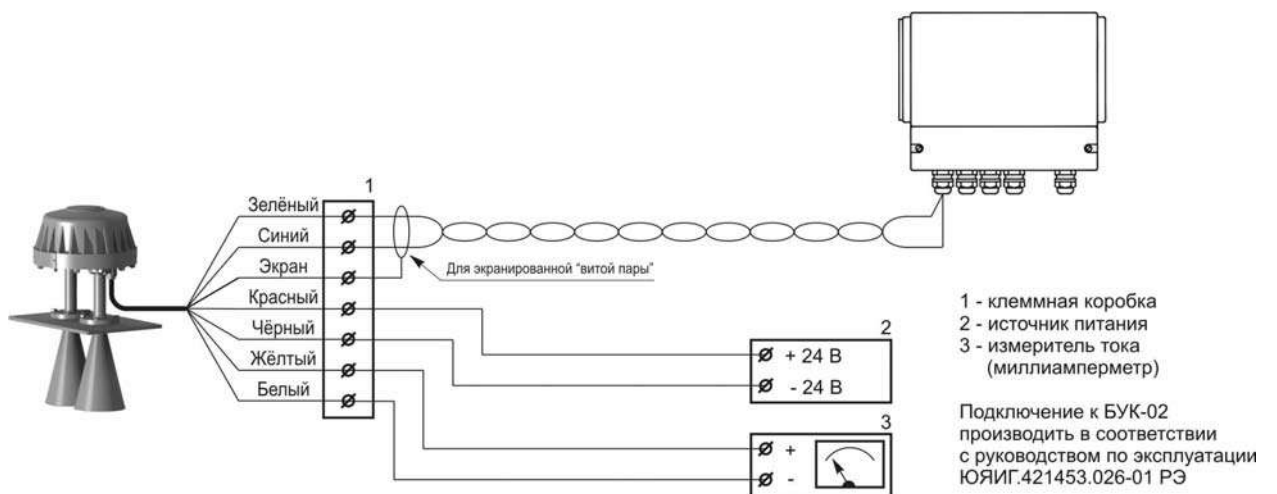 1
Зелёный
Синий
Экран
Красный
Чёрный
Жёлтый
Белый
Для экранированной "витой пары"
2
+ 24 В
- 24 В
3
+
-
1 - клеммная коробка
2 - источник питания
3 - измеритель тока
(миллиамперметр)
Подключение к БУК-02
производить в соответствии
с руководством по эксплуатации
ЮЯИГ.421453.026-01 РЭ